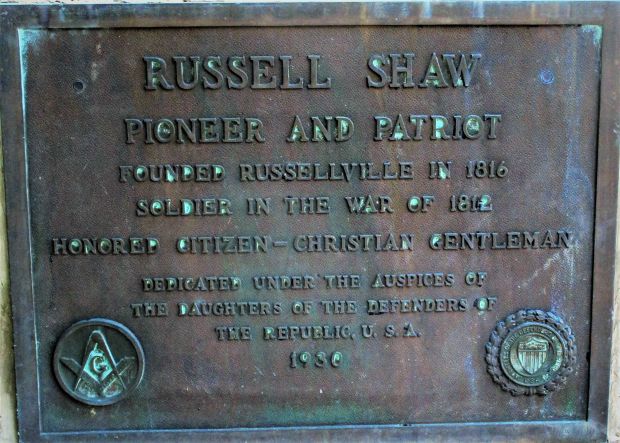 RUSSELL SHAW
PIONEER AND PATRIOT
FOUNDED RUSSELLVILLE IN 1816
SOLDIER IN THE WAR OF 1812
HONORED CITIZEN - CHRISTIAN GENTLEMAN
DEDICATED UNDER THE AUSPICES OF
THE DAUGHTERS OF THE DEFENDERS OF
THE REPUBLIC, U. S. A.
1930
G